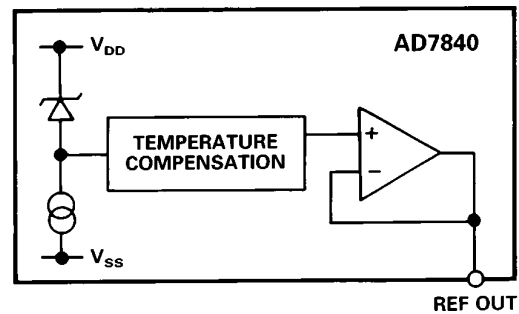 V_DD
AD7840
TEMPERATURE
COMPENSATION
+
−
V_SS
REF OUT